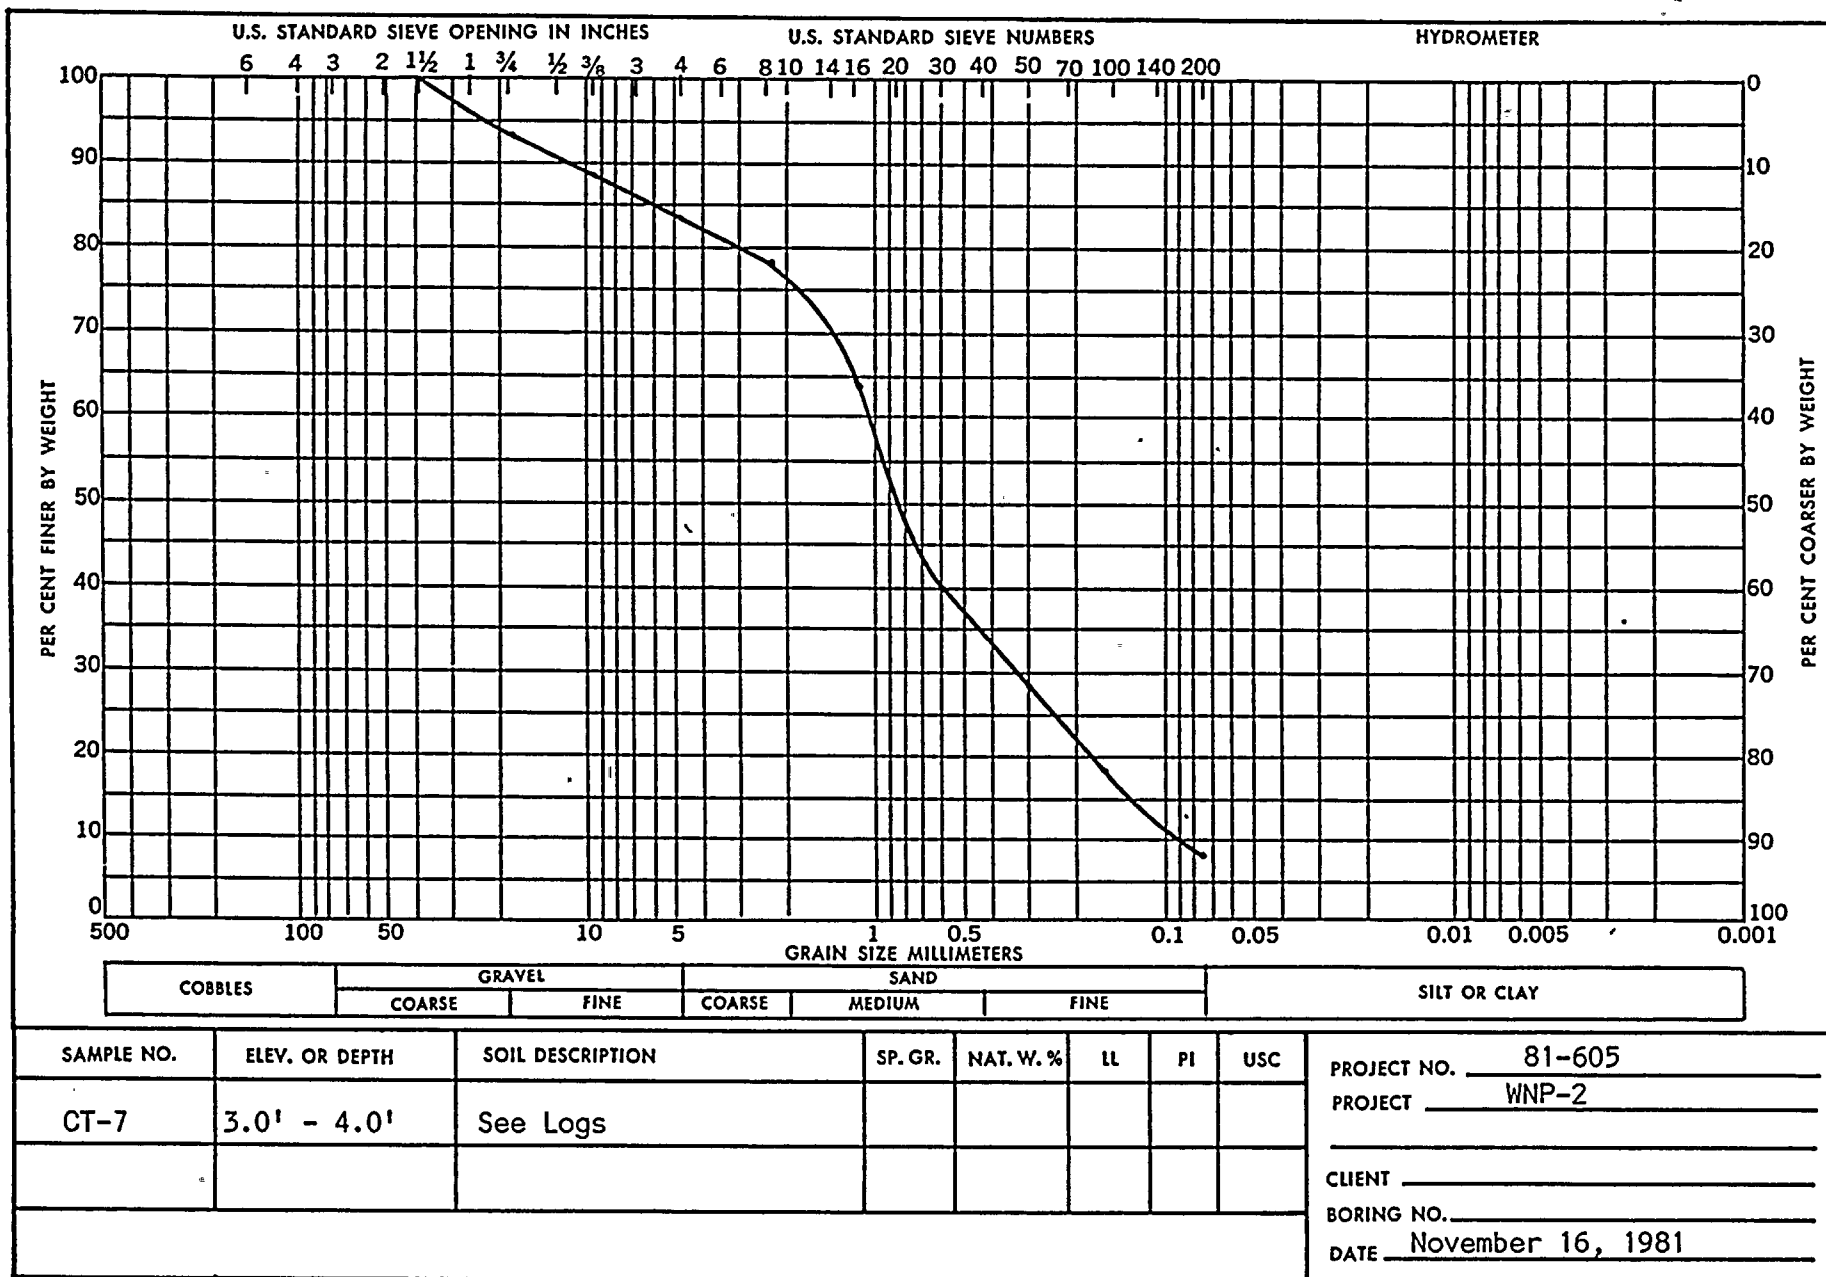 U.S. STANDARD SIEVE OPENING IN INCHES U.S. STANDARD SIEVE NUMBERS HYDROMETER
6 4 3 2 1½ 1 ¾ ½ ⅜ 3 4 6 8 10 14 16 20 30 40 50 70 100 140 200
100 0
90 10
80 20
70 30
60 40
50 50
40 60
30 70
20 80
10 90
0 100
PER CENT FINER BY WEIGHT
PER CENT COARSER BY WEIGHT
500 100 50 10 5 1 0.5 0.1 0.05 0.01 0.005 0.001
GRAIN SIZE MILLIMETERS
COBBLES GRAVEL SAND SILT OR CLAY
COARSE FINE COARSE MEDIUM FINE
SAMPLE NO. ELEV. OR DEPTH SOIL DESCRIPTION SP. GR. NAT. W. % LL PI USC
CT-7 3.0' - 4.0' See Logs
PROJECT NO. 81-605
PROJECT WNP-2
CLIENT
BORING NO.
DATE November 16, 1981